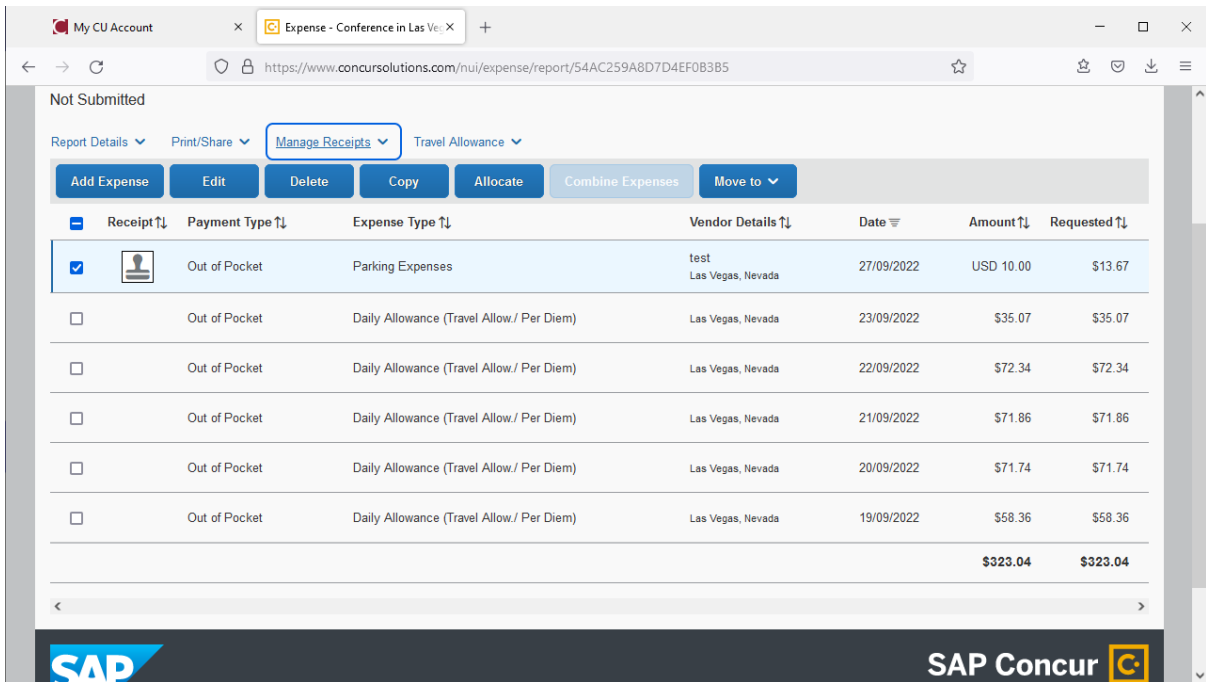 My CU Account
Expense - Conference in Las Veg
https://www.concursolutions.com/nui/expense/report/54AC259A8D7D4EF0B3B5
Not Submitted
Report Details Print/Share Manage Receipts Travel Allowance
Add Expense Edit Delete Copy Allocate Combine Expenses Move to
Receipt Payment Type Expense Type Vendor Details Date Amount Requested
Out of Pocket Parking Expenses test Las Vegas, Nevada 27/09/2022 USD 10.00 $13.67
Out of Pocket Daily Allowance (Travel Allow./ Per Diem) Las Vegas, Nevada 23/09/2022 $35.07 $35.07
Out of Pocket Daily Allowance (Travel Allow./ Per Diem) Las Vegas, Nevada 22/09/2022 $72.34 $72.34
Out of Pocket Daily Allowance (Travel Allow./ Per Diem) Las Vegas, Nevada 21/09/2022 $71.86 $71.86
Out of Pocket Daily Allowance (Travel Allow./ Per Diem) Las Vegas, Nevada 20/09/2022 $71.74 $71.74
Out of Pocket Daily Allowance (Travel Allow./ Per Diem) Las Vegas, Nevada 19/09/2022 $58.36 $58.36
$323.04 $323.04
SAP SAP Concur C